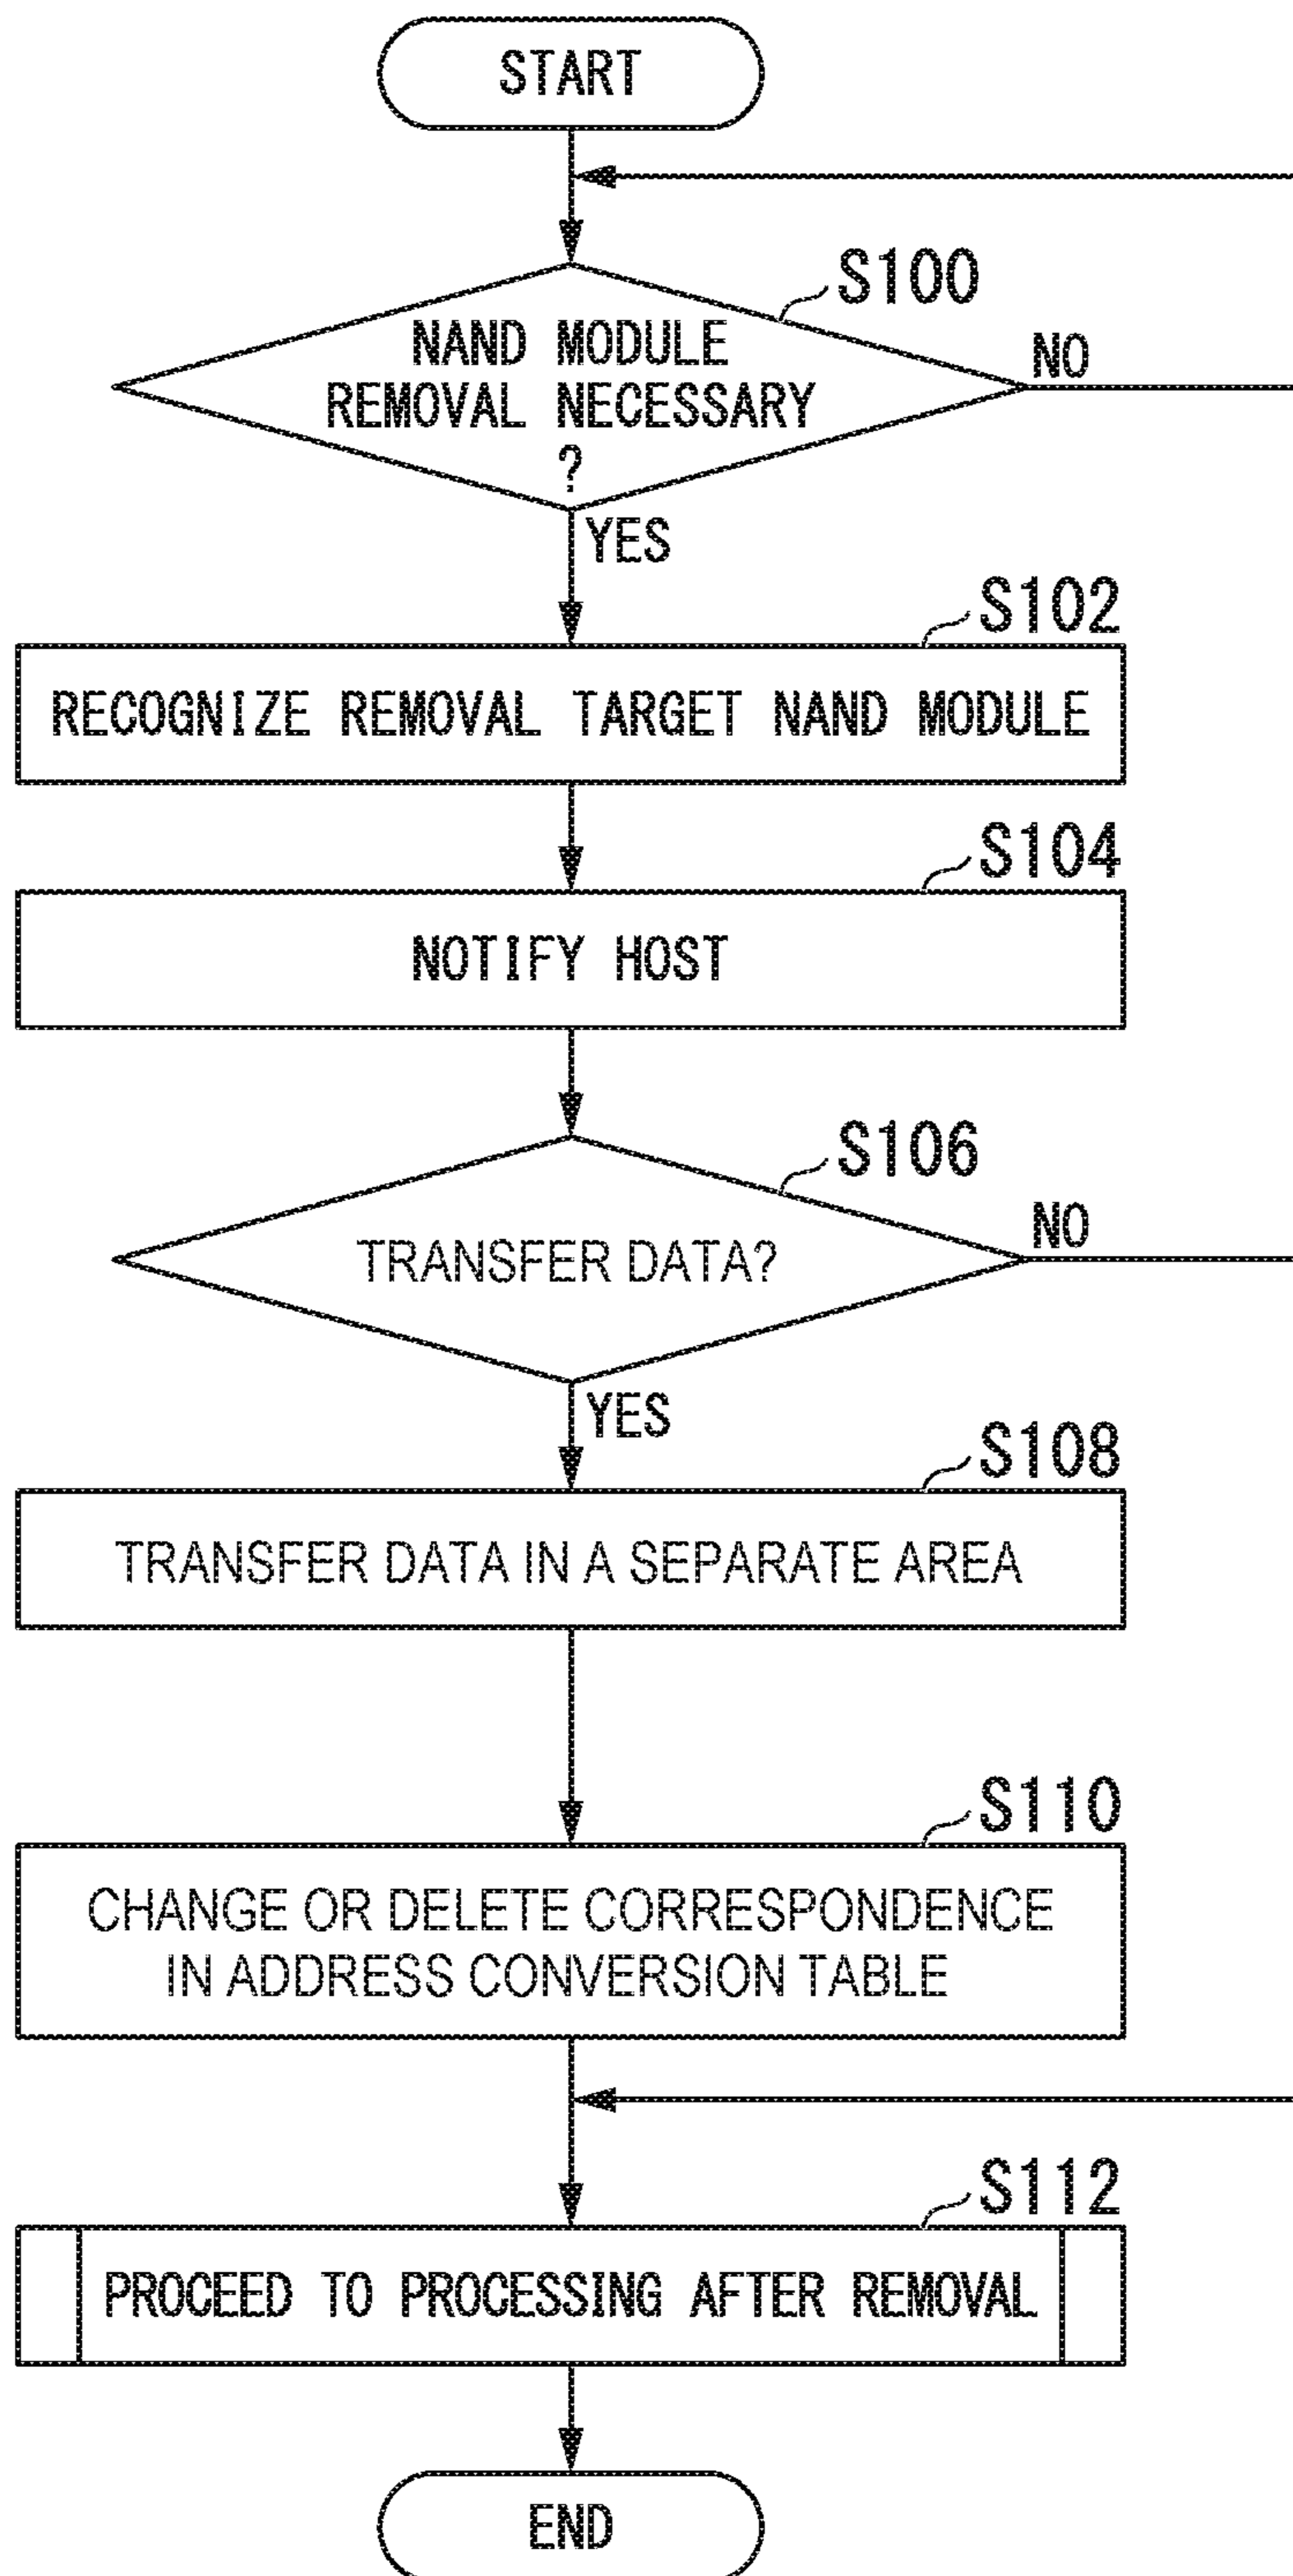 START
S100
NAND MODULE
REMOVAL NECESSARY
?
NO
YES
S102
RECOGNIZE REMOVAL TARGET NAND MODULE
S104
NOTIFY HOST
S106
TRANSFER DATA?
NO
YES
S108
TRANSFER DATA IN A SEPARATE AREA
S110
CHANGE OR DELETE CORRESPONDENCE
IN ADDRESS CONVERSION TABLE
S112
PROCEED TO PROCESSING AFTER REMOVAL
END